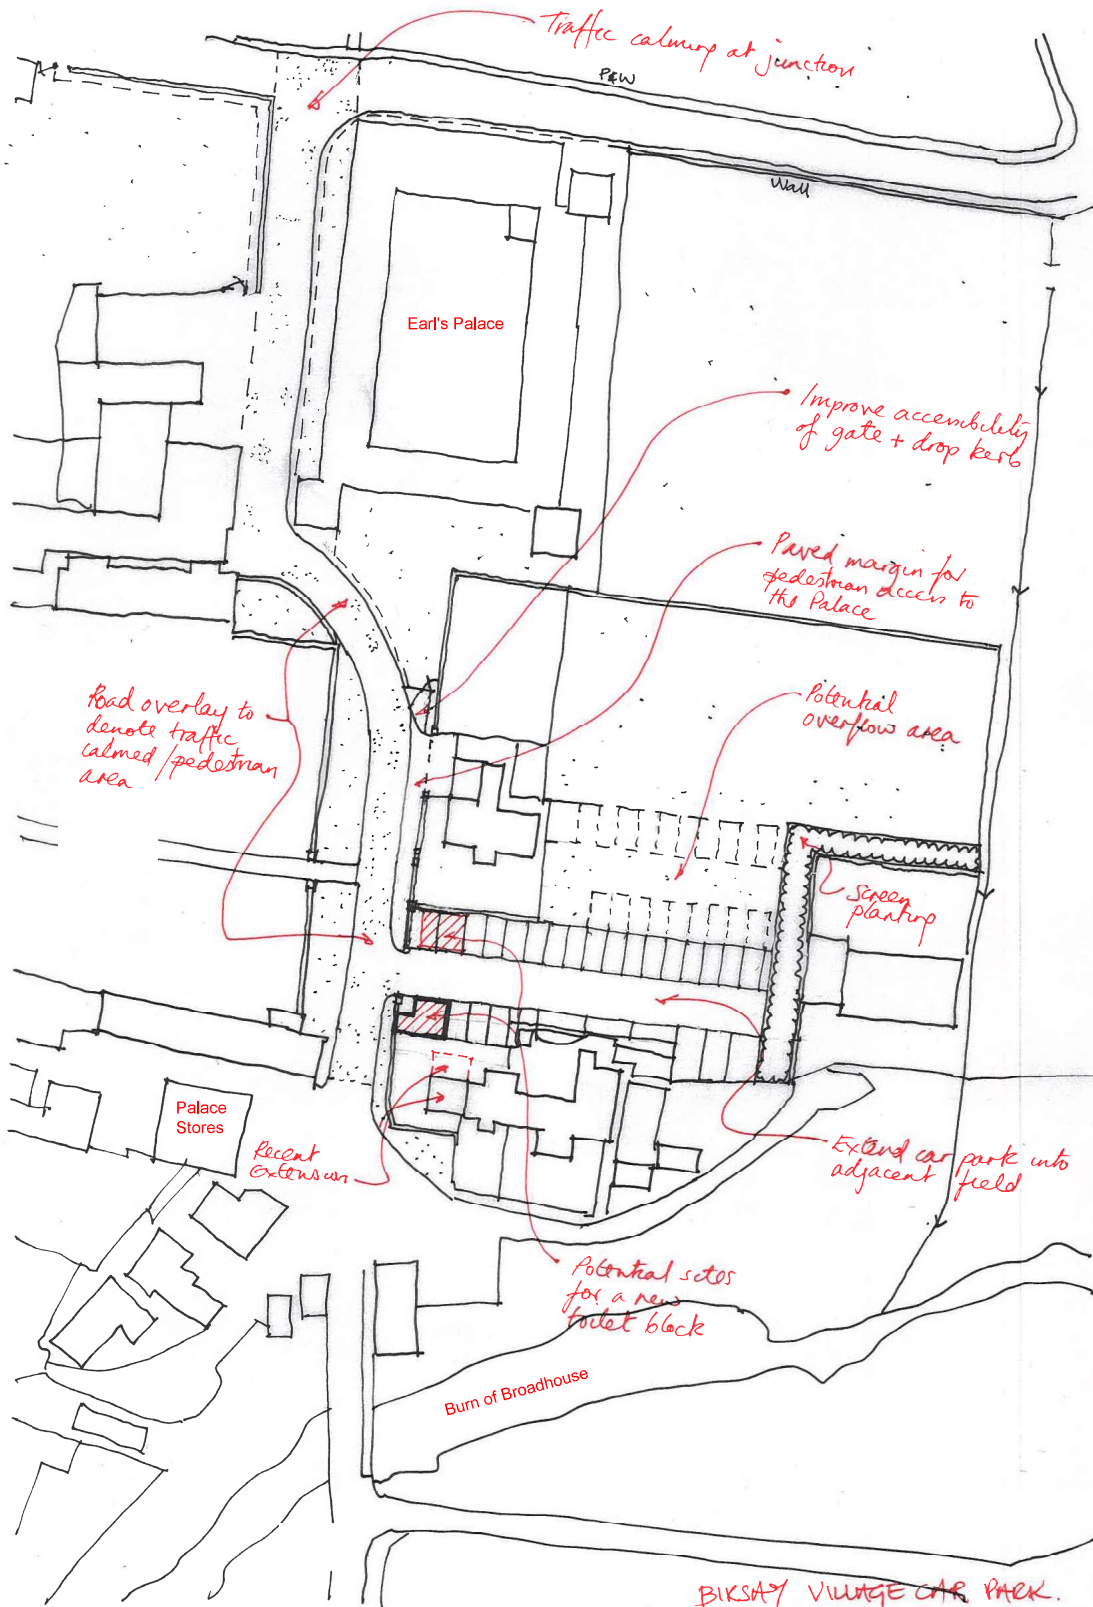 Traffic calming at junction
P&W
Wall
Earl's Palace
Improve accessibility
of gate + drop kerb
Paved margin for
pedestrian access to
the Palace
Road overlay to
denote traffic
calmed/pedestrian
area
Potential
overflow area
Screen
planting
Palace
Stores
Recent
Extension
Extend car park into
adjacent field
Potential sites
for a new
toilet block
Burn of Broadhouse
BIRSAY VILLAGE CAR PARK.